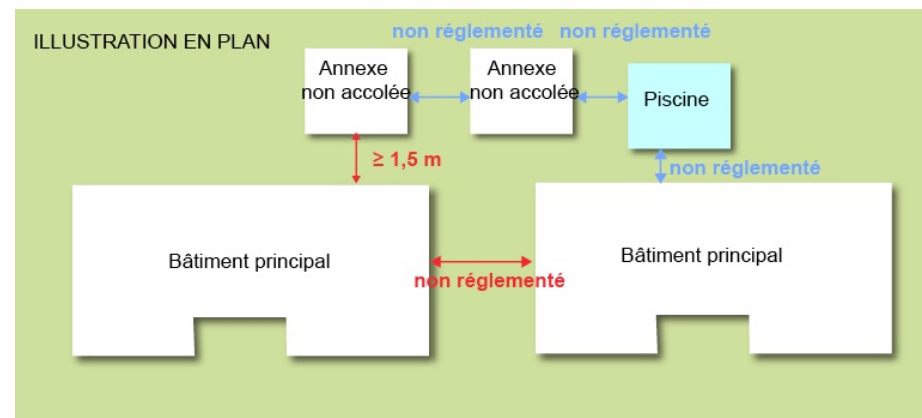 ILLUSTRATION EN PLAN
non réglementé
non réglementé
Annexe
non accolée
Annexe
non accolée
Piscine
≥ 1,5 m
non réglementé
Bâtiment principal
non réglementé
Bâtiment principal